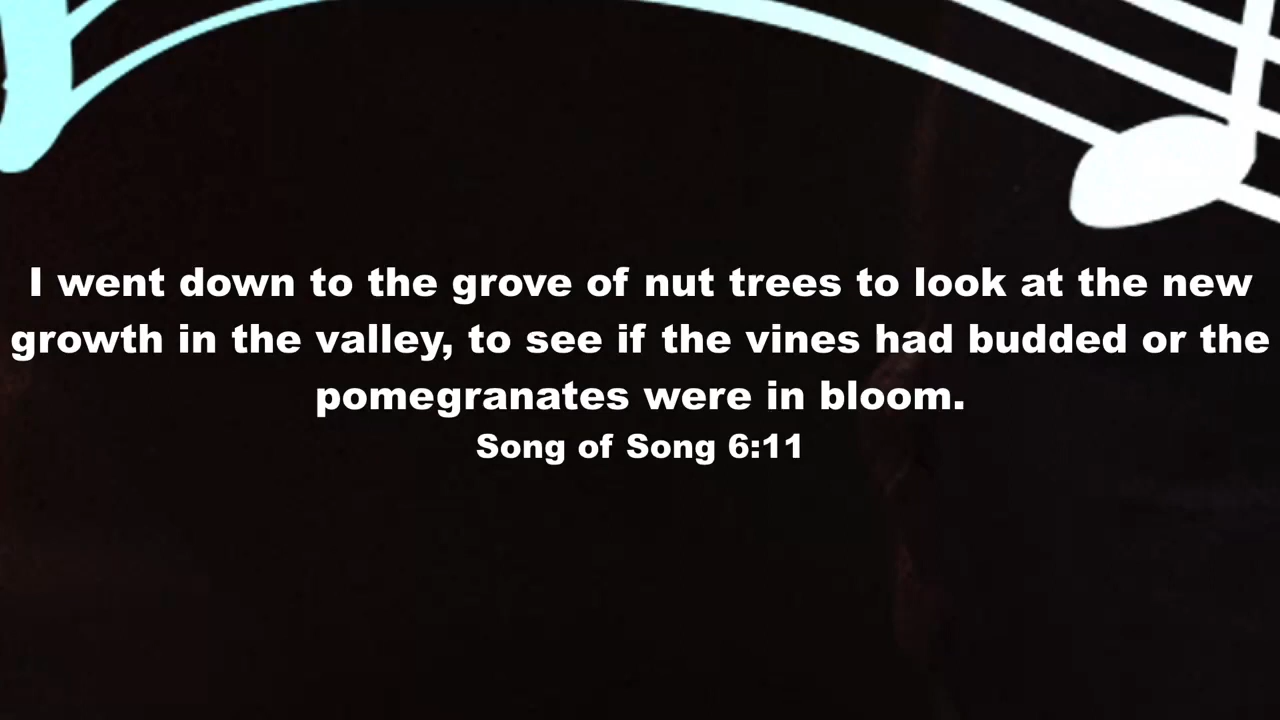 I went down to the grove of nut trees to look at the new
growth in the valley, to see if the vines had budded or the
pomegranates were in bloom.
Song of Song 6:11